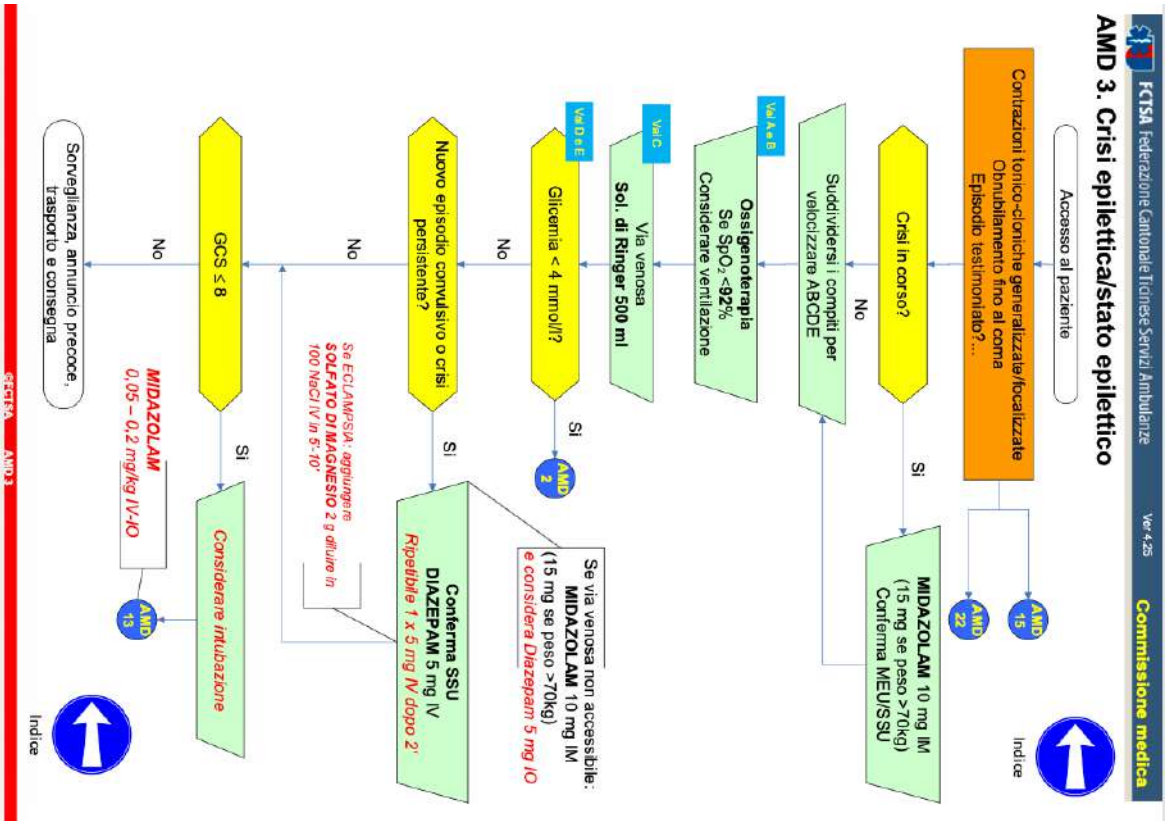 FCTSA Federazione Cantonale Ticinese Servizi Ambulanze
Ver 4.25
Commissione medica
AMD 3. Crisi epilettica/stato epilettico
Accesso al paziente
Contrazioni tonico-cloniche generalizzate/focalizzate
Obnubilamento fino al coma
Episodio testimoniato?...
AMD
15
AMD
22
Indice
Crisi in corso?
Si
No
MIDAZOLAM 10 mg IM
(15 mg se peso >70kg)
Conferma MEU/SSU
Suddividersi i compiti per
velocizzare ABCDE
Val A e B
Ossigenoterapia
Se SpO₂ <92%
Considerare ventilazione
Val C
Via venosa
Sol. di Ringer 500 ml
Val D e E
Glicemia < 4 mmol/l?
Si
AMD
2
No
Se via venosa non accessibile:
MIDAZOLAM 10 mg IM
(15 mg se peso >70kg)
e considera Diazepam 5 mg IO
Nuovo episodio convulsivo o crisi
persistente?
Si
No
Conferma SSU
DIAZEPAM 5 mg IV
Ripetibile 1 x 5 mg IV dopo 2'
Se ECLAMPSIA: aggiungere
SOLFATO DI MAGNESIO 2 g diluire in
100 NaCl IV in 5'-10'
GCS ≤ 8
Si
No
Considerare intubazione
MIDAZOLAM
0,05 – 0,2 mg/kg IV-IO
AMD
13
Sorveglianza, annuncio precoce,
trasporto e consegna
Indice
©FCTSA AMD 3